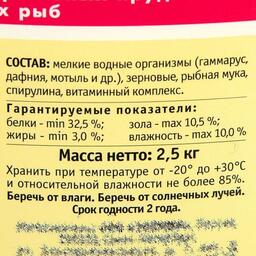 х рыб
СОСТАВ: мелкие водные организмы (гаммарус,
дафния, мотыль и др.), зерновые, рыбная мука,
спирулина, витаминный комплекс.
Гарантируемые показатели:
белки - min 32,5 %; зола - max 10,5 %;
жиры - min 3,0 %; влажность - max 10,0 %
Масса нетто: 2,5 кг
Хранить при температуре от -20° до +30°С
и относительной влажности не более 85%.
Беречь от влаги. Беречь от солнечных лучей.
Срок годности 2 года.